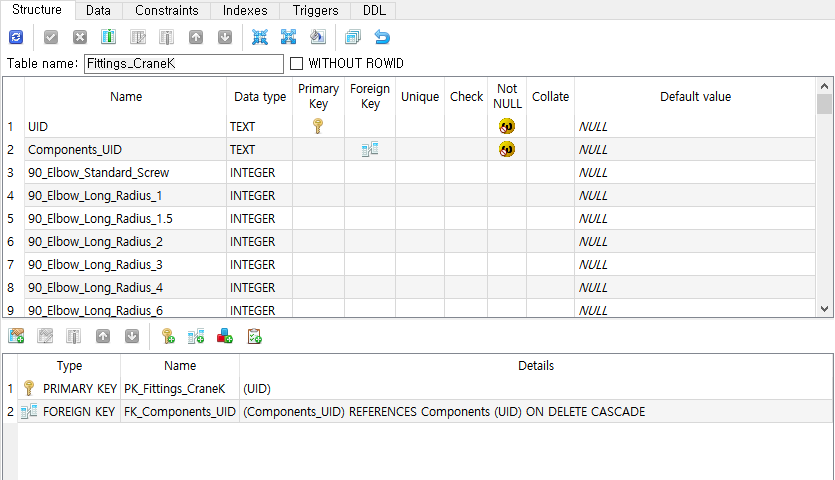 Structure Data Constraints Indexes Triggers DDL
Table name: Fittings_CraneK WITHOUT ROWID
Name Data type Primary Key Foreign Key Unique Check Not NULL Collate Default value
1 UID TEXT NULL
2 Components_UID TEXT NULL
3 90_Elbow_Standard_Screw INTEGER NULL
4 90_Elbow_Long_Radius_1 INTEGER NULL
5 90_Elbow_Long_Radius_1.5 INTEGER NULL
6 90_Elbow_Long_Radius_2 INTEGER NULL
7 90_Elbow_Long_Radius_3 INTEGER NULL
8 90_Elbow_Long_Radius_4 INTEGER NULL
9 90_Elbow_Long_Radius_6 INTEGER NULL
Type Name Details
1 PRIMARY KEY PK_Fittings_CraneK (UID)
2 FOREIGN KEY FK_Components_UID (Components_UID) REFERENCES Components (UID) ON DELETE CASCADE